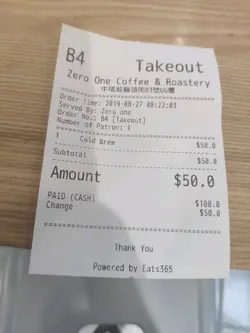 B4 Takeout
Zero One Coffee & Roastery
Order Time: 2019-08-27 08:22:03
Served By: Zero one
Order No.: B4 [Takeout]
Number of Patron: 1
1 Cold Brew $50.0
Subtotal $50.0
Amount $50.0
PAID (CASH) $100.0
Change $50.0
Thank You
Powered by Eats365